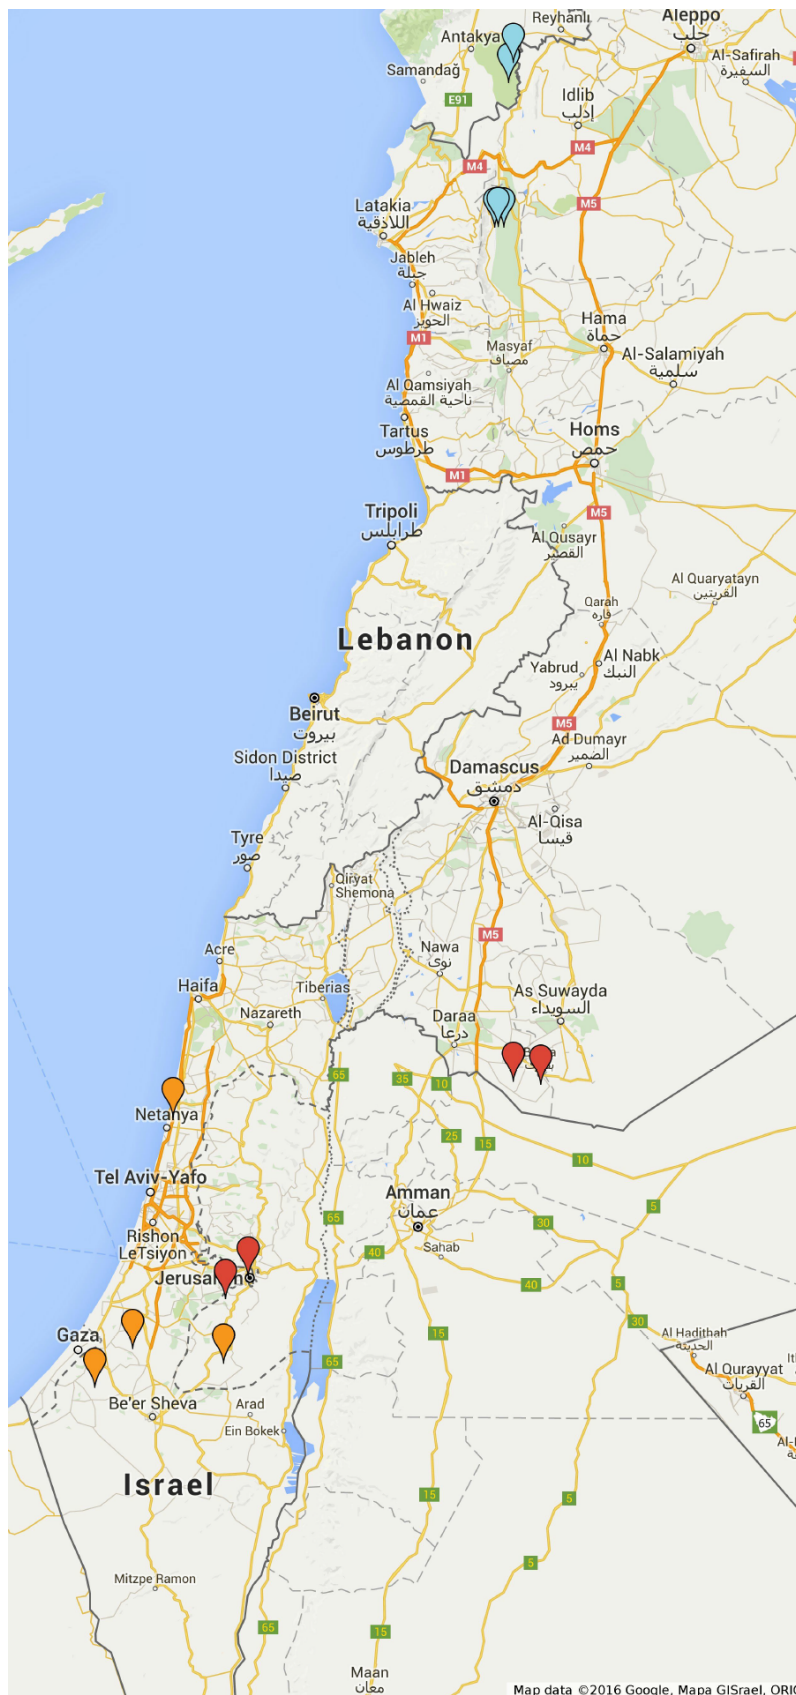 Reyhanlı
Aleppo
حلب
Antakya
Al-Safirah
السفيرة
Samandağ
E91
Idlib
إدلب
M4
M4
M5
Latakia
اللاذقية
Jableh
جبلة
Al Hwaiz
الحويز
Hama
حماة
M1
Masyaf
مصياف
Al-Salamiyah
سلمية
Al Qamsiyah
ناحية القمصية
Tartus
طرطوس
Homs
حمص
M1
Tripoli
طرابلس
M5
Al Qusayr
القصير
Al Quaryatayn
القريتين
Qarah
قارة
Lebanon
Yabrud
يبرود
Al Nabk
النبك
Beirut
بيروت
M5
Ad Dumayr
الضمير
Sidon District
صيدا
Damascus
دمشق
Al-Qisa
قيسا
Tyre
صور
Qiryat
Shemona
M5
Acre
Nawa
نوى
Haifa
Tiberias
As Suwayda
السويداء
Nazareth
Daraa
درعا
65
35
10
Netanya
25
15
10
Tel Aviv-Yafo
Amman
عمان
5
65
30
Rishon
LeTsiyon
40
Sahab
Jerusalem
5
40
30
Gaza
15
Al Hadithah
الحديثة
65
Al Qurayyat
القريات
Be'er Sheva
Arad
65
Ein Bokek
Israel
15
5
5
Mitzpe Ramon
65
15
Maan
معان
Map data ©2016 Google, Mapa GISrael, ORIO